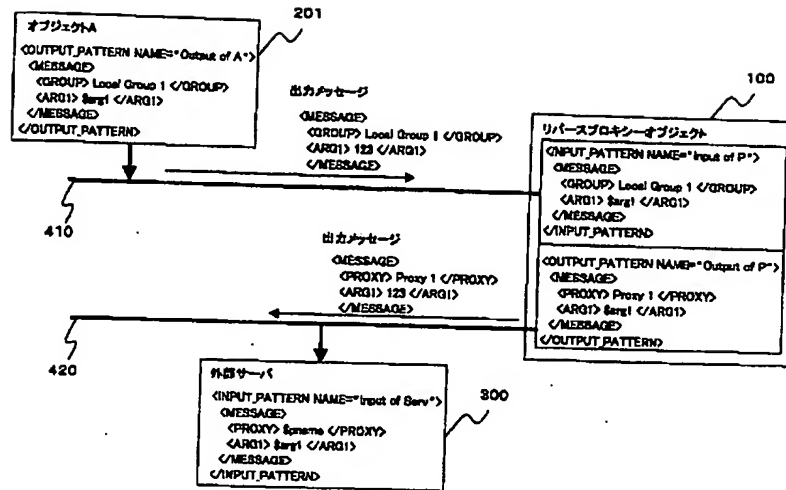 201
オブジェクトA
<OUTPUT_PATTERN NAME="Output of A">
<MESSAGE>
<GROUP> Local Group 1 </GROUP>
<ARG1> $arg1 </ARG1>
</MESSAGE>
</OUTPUT_PATTERN>
出力メッセージ
<MESSAGE>
<GROUP> Local Group 1 </GROUP>
<ARG1> 123 </ARG1>
</MESSAGE>
100
リバースプロキシーオブジェクト
<INPUT_PATTERN NAME="Input of P">
<MESSAGE>
<GROUP> Local Group 1 </GROUP>
<ARG1> $arg1 </ARG1>
</MESSAGE>
</INPUT_PATTERN>
410
出力メッセージ
<MESSAGE>
<PROXY> Proxy 1 </PROXY>
<ARG1> 123 </ARG1>
</MESSAGE>
<OUTPUT_PATTERN NAME="Output of P">
<MESSAGE>
<PROXY> Proxy 1 </PROXY>
<ARG1> $arg1 </ARG1>
</MESSAGE>
</OUTPUT_PATTERN>
420
外部サーバ
<INPUT_PATTERN NAME="Input of Serv">
<MESSAGE>
<PROXY> $pname </PROXY>
<ARG1> $arg1 </ARG1>
</MESSAGE>
</INPUT_PATTERN>
300